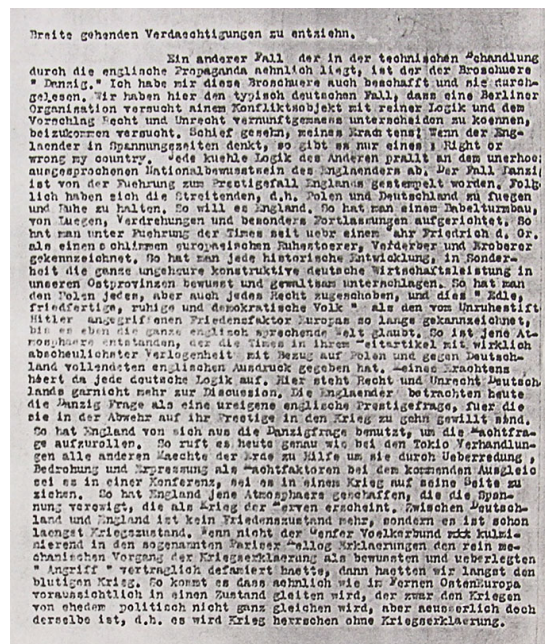 Breite gehenden Verdaechtigungen zu entziehn.
Ein anderer Fall der in der technischen Behandlung
durch die englische Propaganda aehnlich liegt, ist der der Broschuere
" Danzig." Ich habe mir diese Broschuere auch beschafft und sie durch-
gelesen. Wir haben hier den typisch deutschen Fall, dass eine Berliner
Organisation versucht einem Konfliktsobjekt mit reiner Logik und dem
Vorschlag Recht und Unrecht vernunftgemaess unterscheiden zu koennen,
beizukommen versucht. Schief gesehn, meines Erachtens! Wenn der Eng-
laender in Spannungszeiten denkt, so gibt es nur eines : Right or
wrong my country. Jede kuehle Logik des Anderen prallt an dem unerhoe
ausgesprochenen Nationalbewusstsein des Englaenders ab. Der Fall Danzig
ist von der Fuehrung zum Prestigefall Englands gestempelt worden. Folg
lich haben sich die Streitenden, d.h. Polen und Deutschland zu fuegen
und Ruhe zu halten. So will es England. So hat man einen Babelturmbau,
von Luegen, Verdrehungen und besonders Fortlassungen aufgerichtet. So
hat man unter Fuehrung der Times seit ueber einem Jahr Friedrich d. Gr.
als einen schlimmen europaeischen Ruhestoerer, Verderber und Eroberer
gekennzeichnet. So hat man jede historische Entwicklung, in Sonder-
heit die ganze ungeheure konstruktive deutsche Wirtschaftsleistung in
unseren Ostprovinzen bewusst und gewaltsam unterschlagen. So hat man
den Polen jedes, aber auch jedes Recht zugeschoben, und dies " Edle,
friedfertige, ruhige und demokratische Volk " als den vom Unruhestift
Hitler angegriffenen Friedensfaktor Europas so lange gekennzeichnet,
bis es eben die ganze englisch sprechende Welt glaubt. So ist jene At-
mosphaere entstanden, der die Times in ihrem Leitartikel mit wirklich
abscheulichster Verlogenheit mit Bezug auf Polen und gegen Deutsch-
land vollendeten englischen Ausdruck gegeben hat. Meines Erachtens
hoert da jede deutsche Logik auf. Hier steht Recht und Unrecht Deutsch
lands garnicht mehr zur Discussion. Die Englaender betrachten heute
die Danzig Frage als eine ureigene englische Prestigefrage, fuer die
sie in der Abwehr auf ihr Prestige in den Krieg zu gehn gewillt sind.
So hat England von sich aus die Danzigfrage benutzt, um die Machtfra-
ge aufzurollen. So ruft es heute genau wie bei den Tokio Verhandlun-
gen alle anderen Maechte der Erde zu Hilfe um sie durch Ueberredung ,
Bedrohung und Erpressung als Machtfaktoren bei dem kommenden Ausgleic
sei es in einer Konferenz, sei es in einem Krieg auf seine Seite zu
ziehen. So hat England jene Atmosphaere geschaffen, die die Span-
nung verewigt, die als Krieg der Nerven erscheint. Zwischen Deutsch-
land und England ist kein Friedenszustand mehr, sondern es ist schon
laengst Kriegszustand. Wenn nicht der Genfer Voelkerbund kulmi-
nierend in den sogenannten Pariser Kellog Erklaerungen den rein me-
chanischen Vorgang der Kriegserklaerung als bewussten und ueberlegten
" Angriff " vertraglich defamiert haette, dann haetten wir laengst den
blutigen Krieg. So kommt es dass aehnlich wie im Fernen Osten Europa
voraussichtlich in einen Zustand gleiten wird, der zwar den Kriegen
von ehedem politisch nicht ganz gleichen wird, aber aeusserlich doch
derselbe ist, d.h. es wird Krieg herrschen ohne Kriegserklaerung.